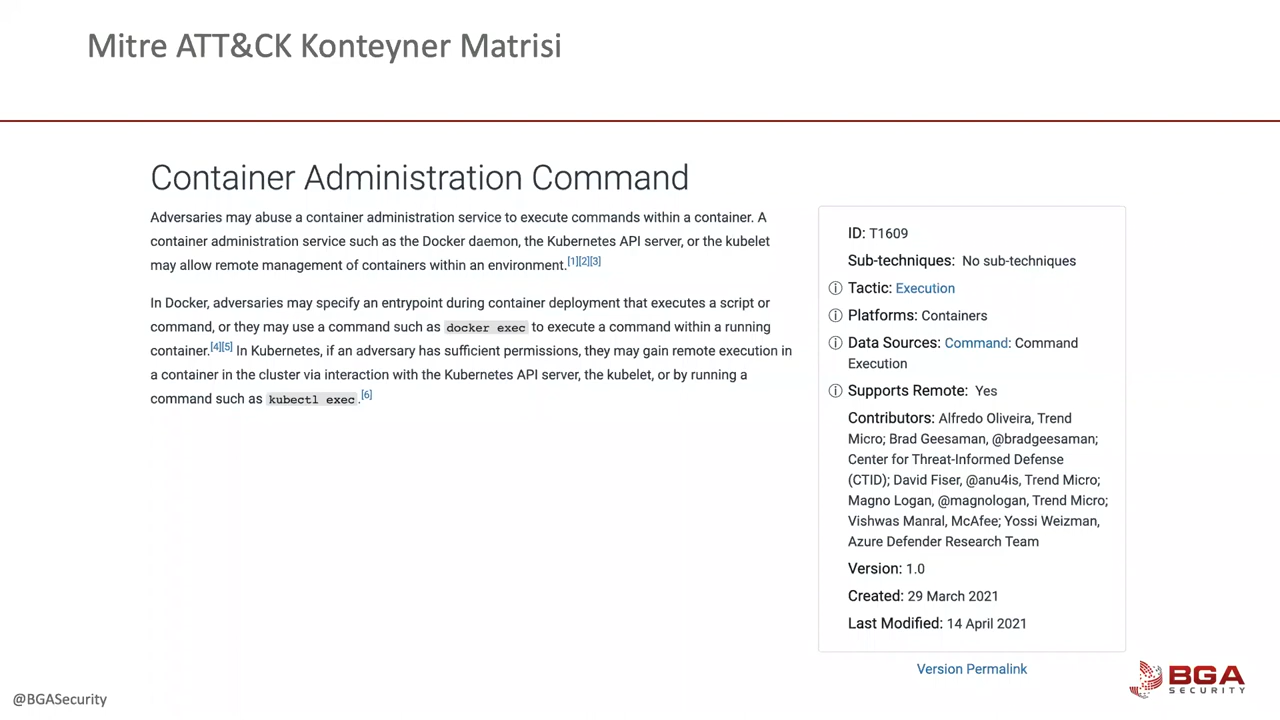 Mitre ATT&CK Konteyner Matrisi
Container Administration Command
Adversaries may abuse a container administration service to execute commands within a container. A
container administration service such as the Docker daemon, the Kubernetes API server, or the kubelet
may allow remote management of containers within an environment.[1][2][3]
In Docker, adversaries may specify an entrypoint during container deployment that executes a script or
command, or they may use a command such as docker exec to execute a command within a running
container.[4][5] In Kubernetes, if an adversary has sufficient permissions, they may gain remote execution in
a container in the cluster via interaction with the Kubernetes API server, the kubelet, or by running a
command such as kubectl exec.[6]
ID: T1609
Sub-techniques: No sub-techniques
ⓘ Tactic: Execution
ⓘ Platforms: Containers
ⓘ Data Sources: Command: Command
Execution
ⓘ Supports Remote: Yes
Contributors: Alfredo Oliveira, Trend
Micro; Brad Geesaman, @bradgeesaman;
Center for Threat-Informed Defense
(CTID); David Fiser, @anu4is, Trend Micro;
Magno Logan, @magnologan, Trend Micro;
Vishwas Manral, McAfee; Yossi Weizman,
Azure Defender Research Team
Version: 1.0
Created: 29 March 2021
Last Modified: 14 April 2021
Version Permalink
@BGASecurity
BGA
SECURITY